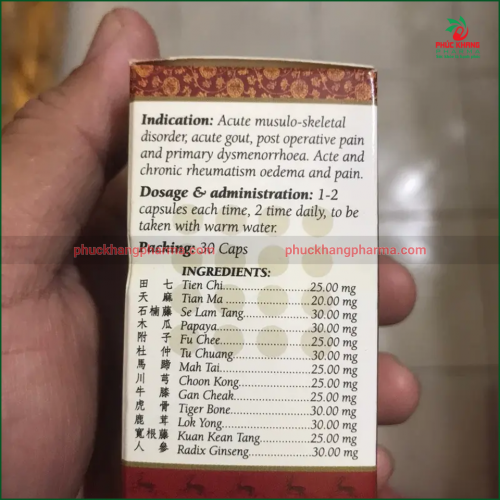 PHÚC KHANG
Indication: Acute musulo-skeletal
disorder, acute gout, post operative pain
and primary dysmenorrhoea. Acte and
chronic rheumatism oedema and pain.
Dosage & administration: 1-2
capsules each time, 2 time daily, to be
taken with warm water.
Packing: 30 Caps
phuckhangpharma.com phuckhangpharma.com
INGREDIENTS:
田七 Tien Chi 25.00 mg
天麻 Tian Ma 20.00 mg
石楠藤 Se Lam Tang 30.00 mg
木瓜 Papaya 30.00 mg
附子 Fu Chee 25.00 mg
杜仲 Tu Chuang 30.00 mg
馬蹄 Mah Tai 25.00 mg
川芎 Choon Kong 25.00 mg
牛膝 Gan Cheak 25.00 mg
虎骨 Tiger Bone 30.00 mg
鹿茸 Lok Yong 30.00 mg
寬根藤 Kuan Kean Tang 25.00 mg
人參 Radix Ginseng 30.00 mg